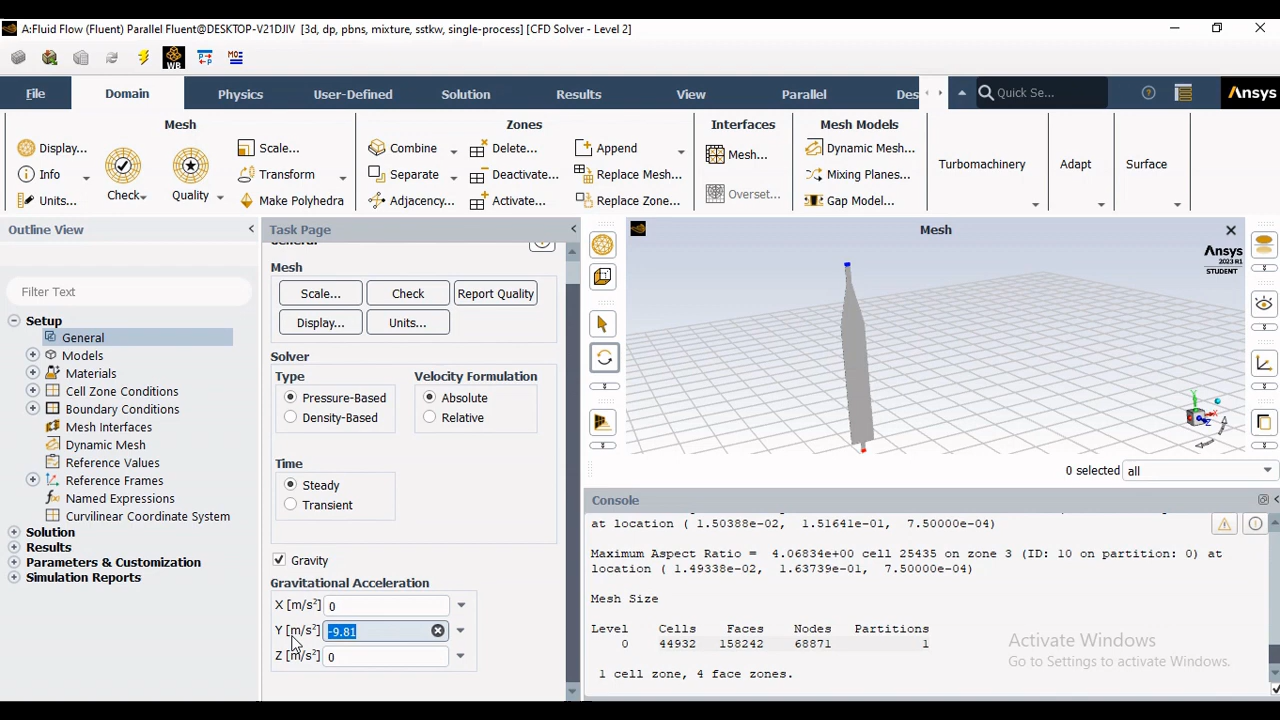 A:Fluid Flow (Fluent) Parallel Fluent@DESKTOP-V21DJIV [3d, dp, pbns, mixture, sstkw, single-process] [CFD Solver - Level 2]
WB
File Domain Physics User-Defined Solution Results View Parallel Des Quick Se... Ansys
Mesh Zones Interfaces Mesh Models
Display... Scale... Combine Delete... Append Mesh... Dynamic Mesh...
Info Check Quality Transform Separate Deactivate... Replace Mesh... Mixing Planes... Turbomachinery Adapt Surface
Units... Make Polyhedra Adjacency... Activate... Replace Zone... Overset... Gap Model...
Outline View
Filter Text
Setup
General
Models
Materials
Cell Zone Conditions
Boundary Conditions
Mesh Interfaces
Dynamic Mesh
Reference Values
Reference Frames
Named Expressions
Curvilinear Coordinate System
Solution
Results
Parameters & Customization
Simulation Reports
Task Page
General
Mesh
Scale... Check Report Quality
Display... Units...
Solver
Type Velocity Formulation
Pressure-Based Absolute
Density-Based Relative
Time
Steady
Transient
Gravity
Gravitational Acceleration
X [m/s²] 0
Y [m/s²] -9.81
Z [m/s²] 0
Mesh
Ansys
2023 R1
STUDENT
0 selected all
Console
at location ( 1.50388e-02, 1.51641e-01, 7.50000e-04)
Maximum Aspect Ratio = 4.06834e+00 cell 25435 on zone 3 (ID: 10 on partition: 0) at
location ( 1.49338e-02, 1.63739e-01, 7.50000e-04)
Mesh Size
Level Cells Faces Nodes Partitions
0 44932 158242 68871 1
1 cell zone, 4 face zones.
Activate Windows
Go to Settings to activate Windows.